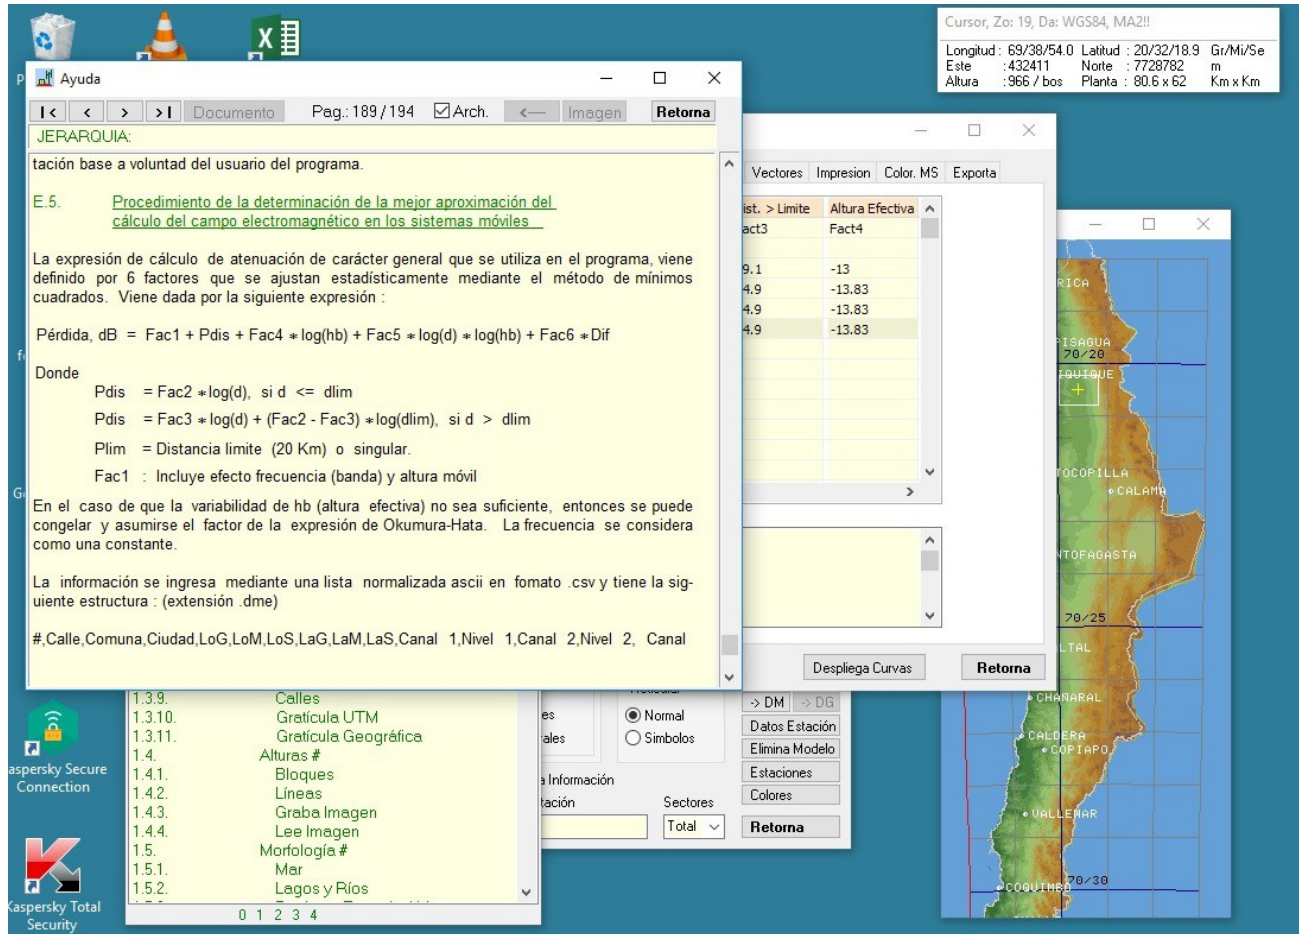 Cursor, Zo: 19, Da: WGS84, MA2!!
Longitud : 69/38/54.0 Latitud : 20/32/18.9 Gr/Mi/Se
Este :432411 Norte : 7728782 m
Altura :966 / bos Planta : 80.6 x 62 Km x Km
Ayuda
Documento Pag.: 189 / 194 Arch. <— Imagen Retorna
JERARQUIA:
tación base a voluntad del usuario del programa.
E.5. Procedimiento de la determinación de la mejor aproximación del
cálculo del campo electromagnético en los sistemas móviles
La expresión de cálculo de atenuación de carácter general que se utiliza en el programa, viene
definido por 6 factores que se ajustan estadísticamente mediante el método de mínimos
cuadrados. Viene dada por la siguiente expresión :
Pérdida, dB = Fac1 + Pdis + Fac4 * log(hb) + Fac5 * log(d) * log(hb) + Fac6 * Dif
Donde
Pdis = Fac2 * log(d), si d <= dlim
Pdis = Fac3 * log(d) + (Fac2 - Fac3) * log(dlim), si d > dlim
Plim = Distancia limite (20 Km) o singular.
Fac1 : Incluye efecto frecuencia (banda) y altura móvil
En el caso de que la variabilidad de hb (altura efectiva) no sea suficiente, entonces se puede
congelar y asumirse el factor de la expresión de Okumura-Hata. La frecuencia se considera
como una constante.
La información se ingresa mediante una lista normalizada ascii en fomato .csv y tiene la sig-
uiente estructura : (extensión .dme)
#,Calle,Comuna,Ciudad,LoG,LoM,LoS,LaG,LaM,LaS,Canal 1,Nivel 1,Canal 2,Nivel 2, Canal
Vectores Impresion Color. MS Exporta
ist. > Limite Altura Efectiva
act3 Fact4
9.1 -13
4.9 -13.83
4.9 -13.83
4.9 -13.83
Despliega Curvas Retorna
RICA
PISAGUA
70/20
IQUIQUE
TOCOPILLA
CALAMA
NTOFAGASTA
70/25
LTAL
CHAÑARAL
CALDERA
COPIAPO
VALLENAR
70/30
COQUIMBO
1.3.9. Calles
1.3.10. Gratícula UTM
1.3.11. Gratícula Geográfica
1.4. Alturas #
1.4.1. Bloques
1.4.2. Líneas
1.4.3. Graba Imagen
1.4.4. Lee Imagen
1.5. Morfología #
1.5.1. Mar
1.5.2. Lagos y Ríos
0 1 2 3 4
es Normal
ales Simbolos
a Información
tación Sectores
Total
-> DM -> DG
Datos Estación
Elimina Modelo
Estaciones
Colores
Retorna
aspersky Secure
Connection
Kaspersky Total
Security